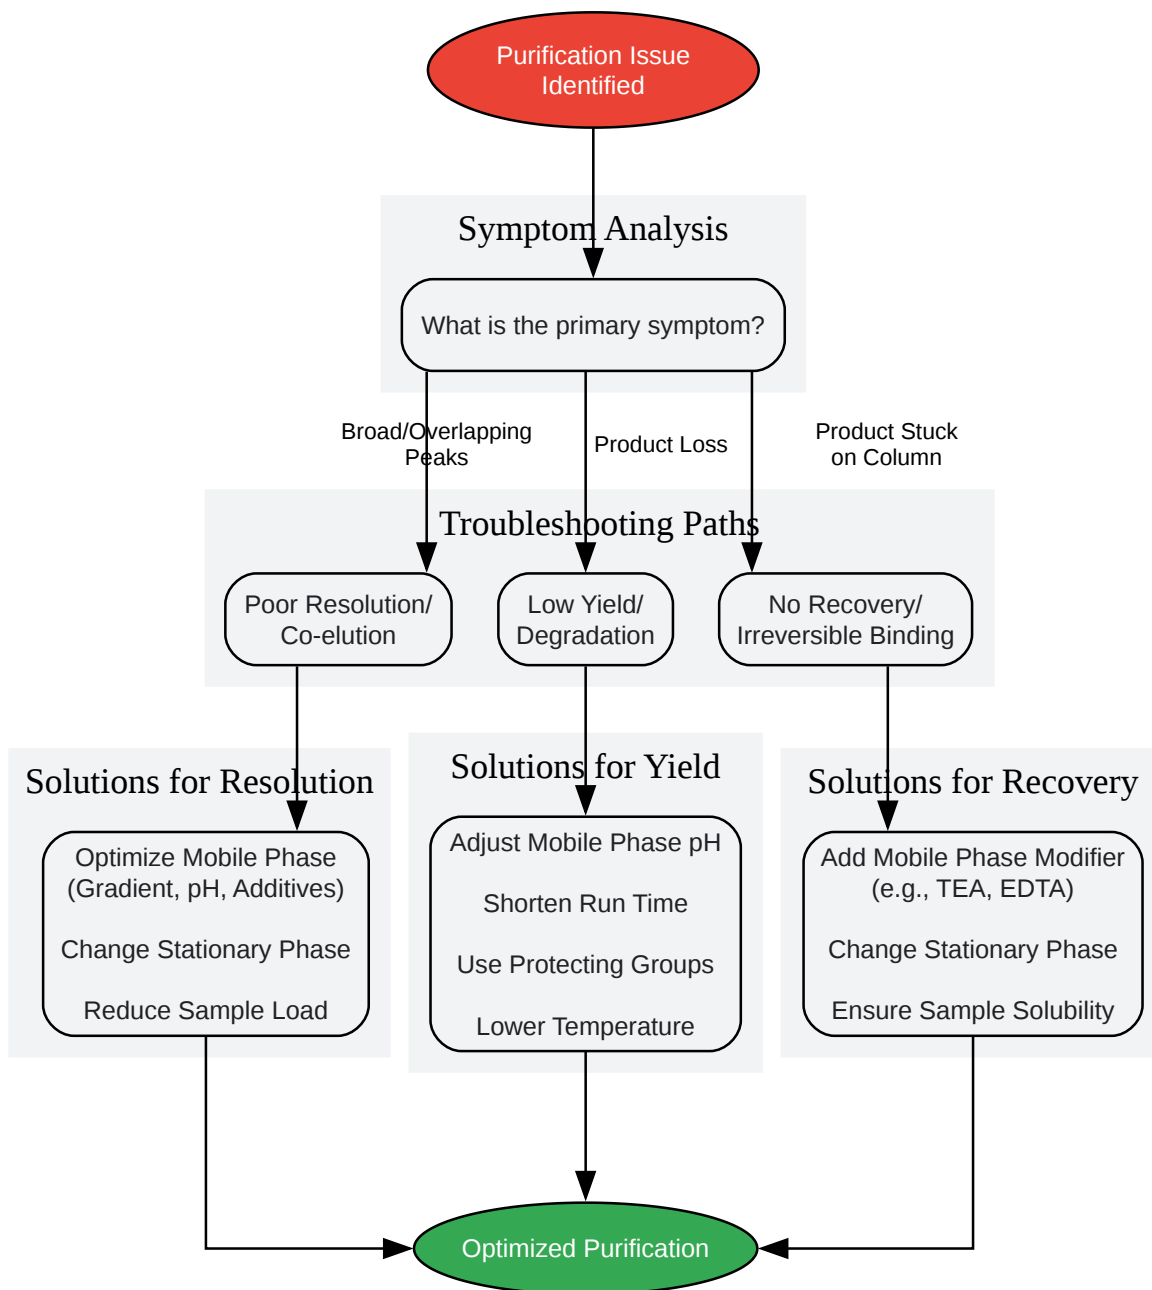 Purification Issue
Identified
Symptom Analysis
What is the primary symptom?
Broad/Overlapping
Peaks
Product Loss
Product Stuck
on Column
Troubleshooting Paths
Poor Resolution/
Co-elution
Low Yield/
Degradation
No Recovery/
Irreversible Binding
Solutions for Resolution
Optimize Mobile Phase
(Gradient, pH, Additives)
Change Stationary Phase
Reduce Sample Load
Solutions for Yield
Adjust Mobile Phase pH
Shorten Run Time
Use Protecting Groups
Lower Temperature
Solutions for Recovery
Add Mobile Phase Modifier
(e.g., TEA, EDTA)
Change Stationary Phase
Ensure Sample Solubility
Optimized Purification